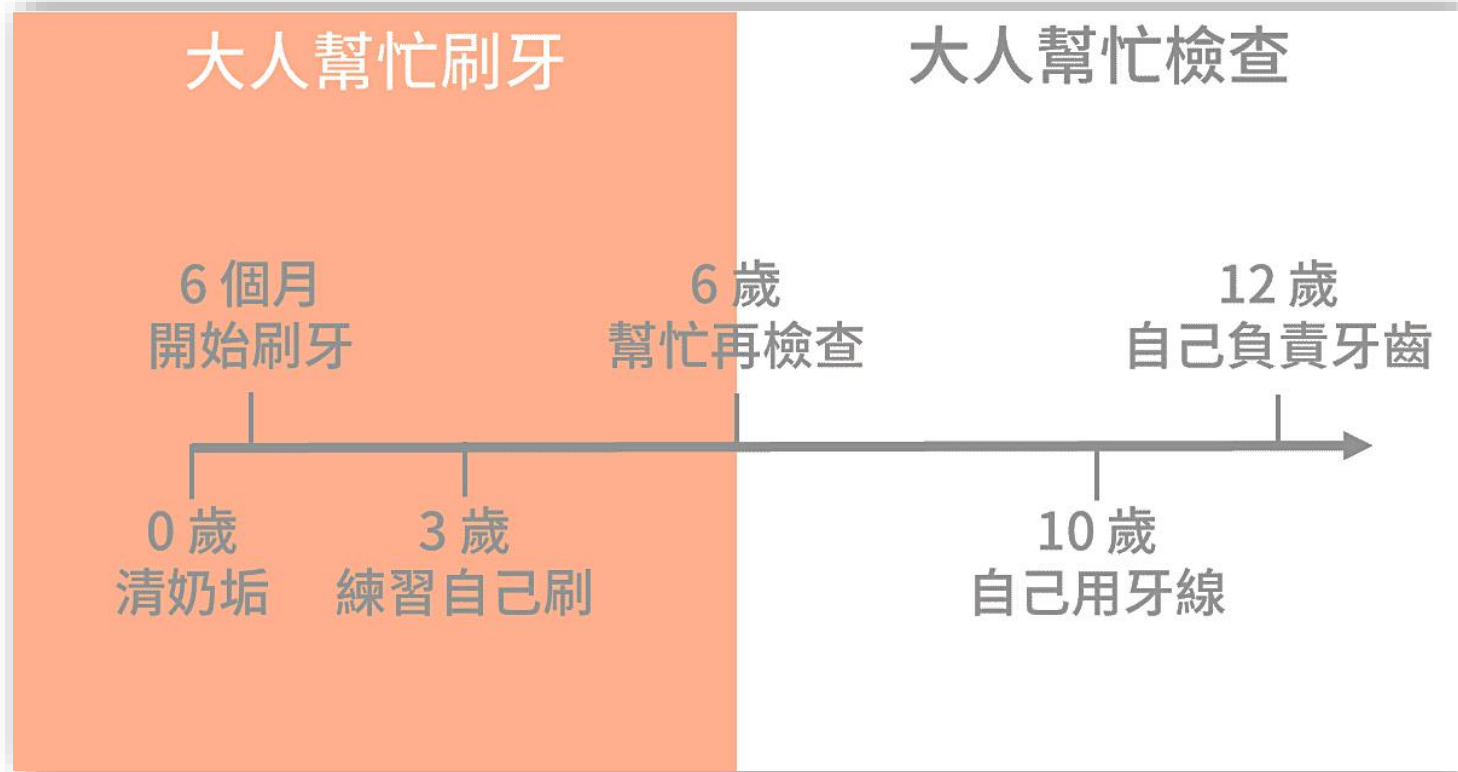 大人幫忙刷牙
大人幫忙檢查
6 個月
開始刷牙
6 歲
幫忙再檢查
12 歲
自己負責牙齒
0 歲
清奶垢
3 歲
練習自己刷
10 歲
自己用牙線